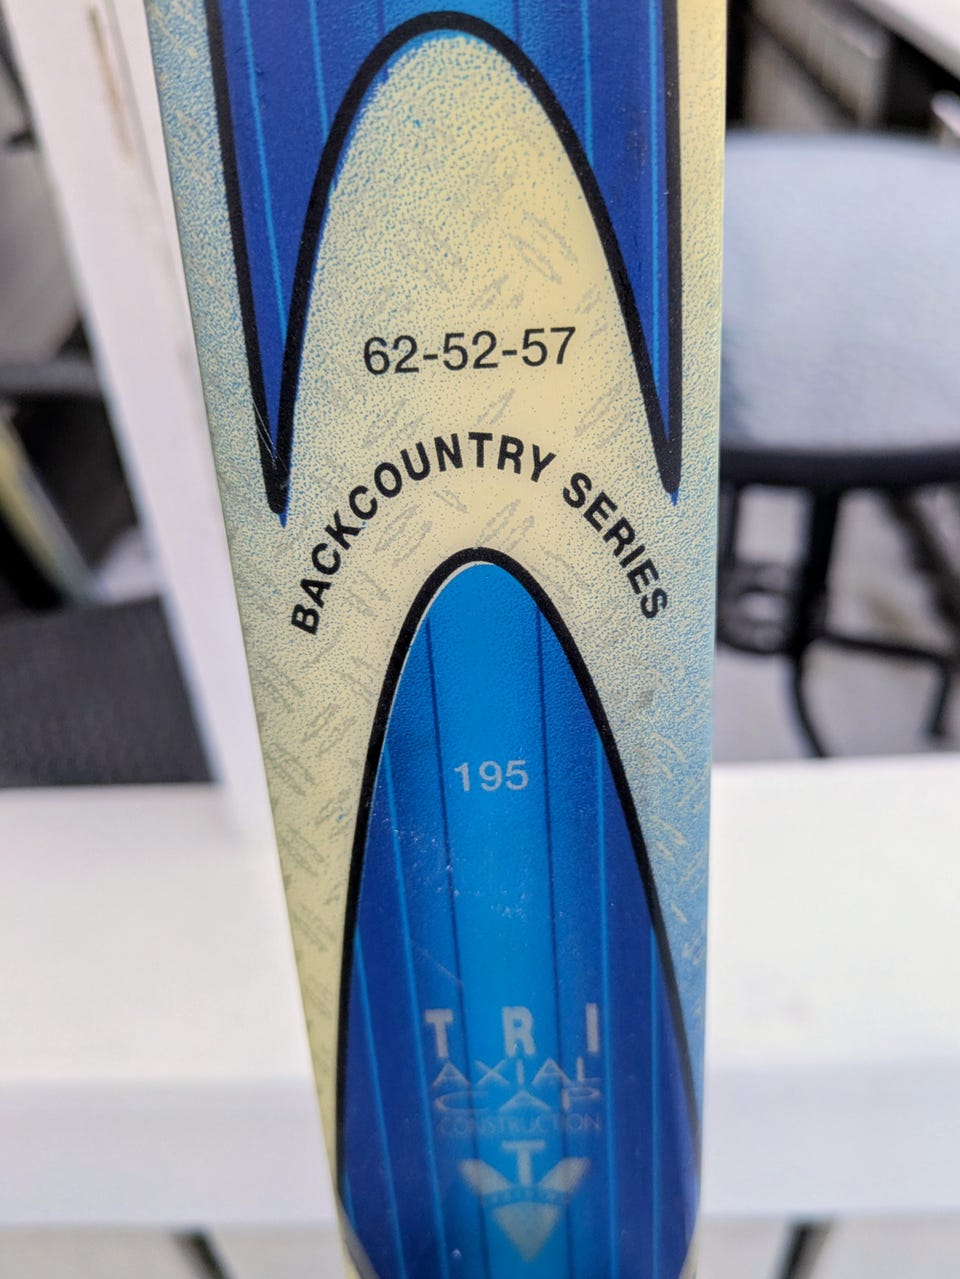 62-52-57
BACKCOUNTRY SERIES
195
TRI
AXIAL
CAP
CONSTRUCTION
T